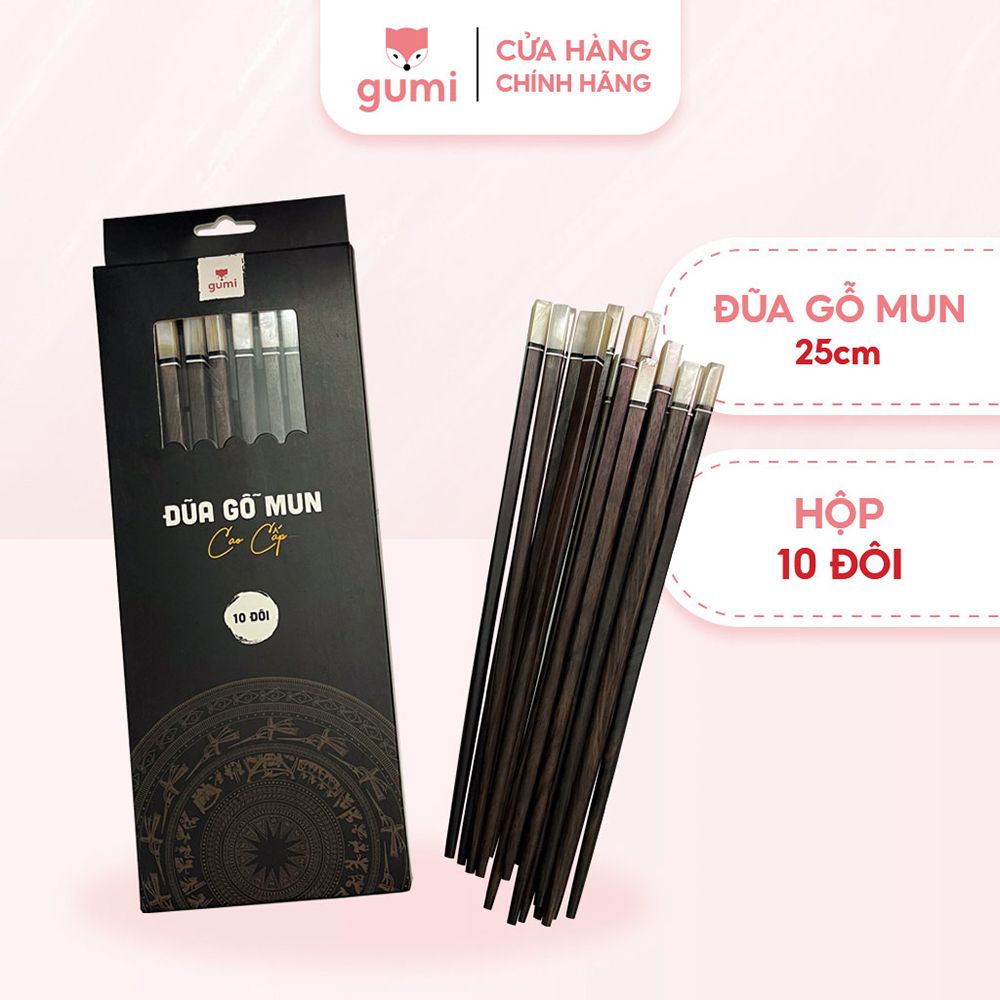 gumi
CỬA HÀNG
CHÍNH HÃNG
gumi
ĐŨA GỖ MUN
Cao Cấp
10 ĐÔI
ĐŨA GỖ MUN
25cm
HỘP
10 ĐÔI